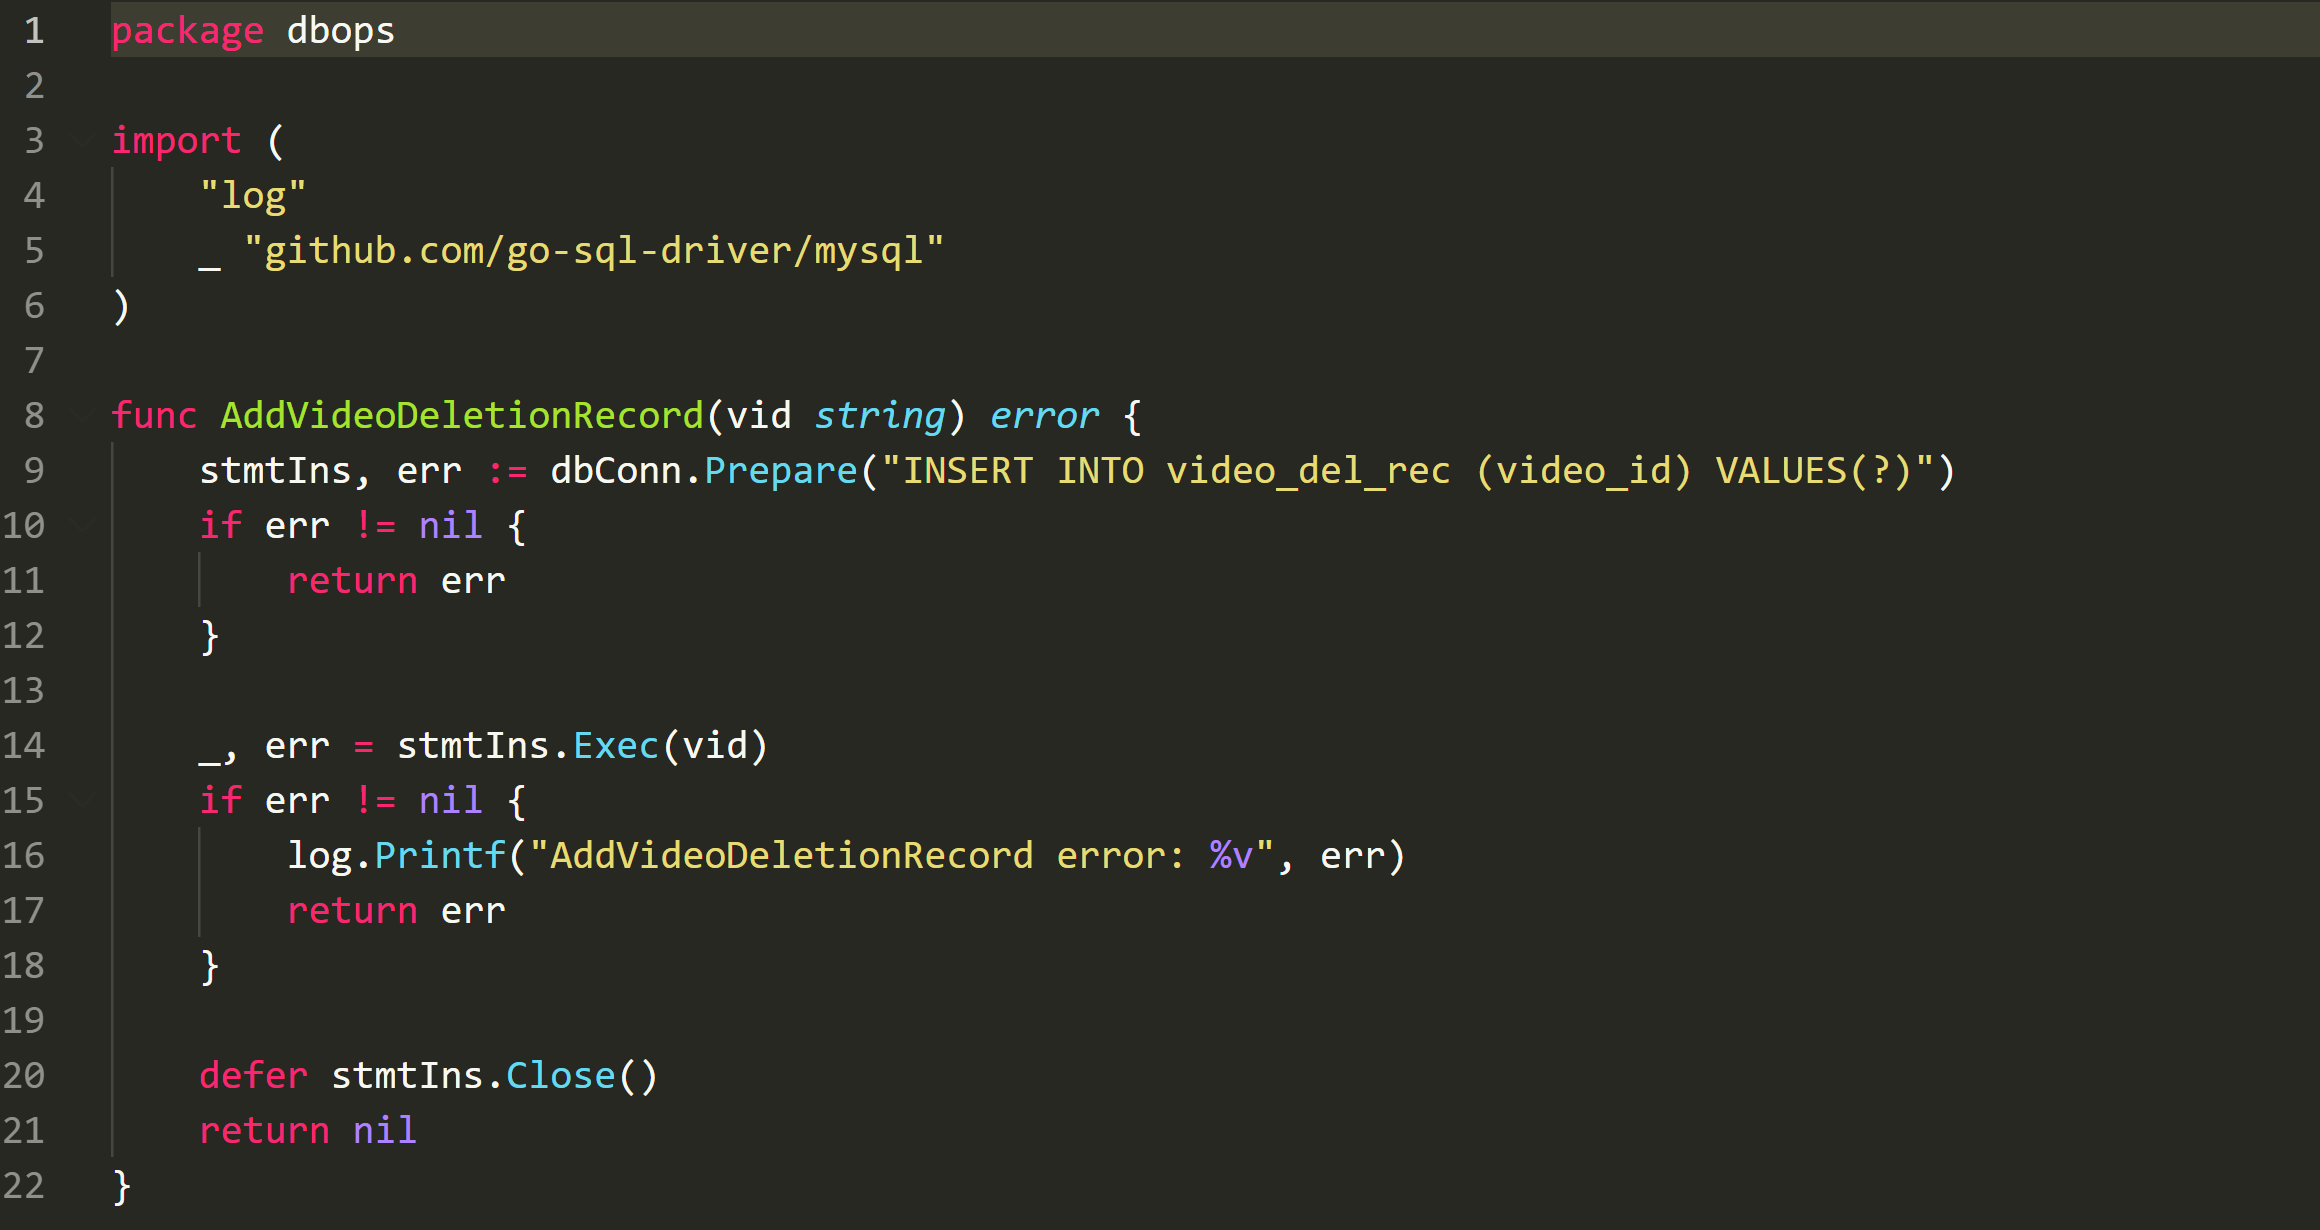 1 package dbops
2
3 import (
4     "log"
5     _ "github.com/go-sql-driver/mysql"
6 )
7
8 func AddVideoDeletionRecord(vid string) error {
9     stmtIns, err := dbConn.Prepare("INSERT INTO video_del_rec (video_id) VALUES(?)")
10     if err != nil {
11         return err
12     }
13
14     _, err = stmtIns.Exec(vid)
15     if err != nil {
16         log.Printf("AddVideoDeletionRecord error: %v", err)
17         return err
18     }
19
20     defer stmtIns.Close()
21     return nil
22 }